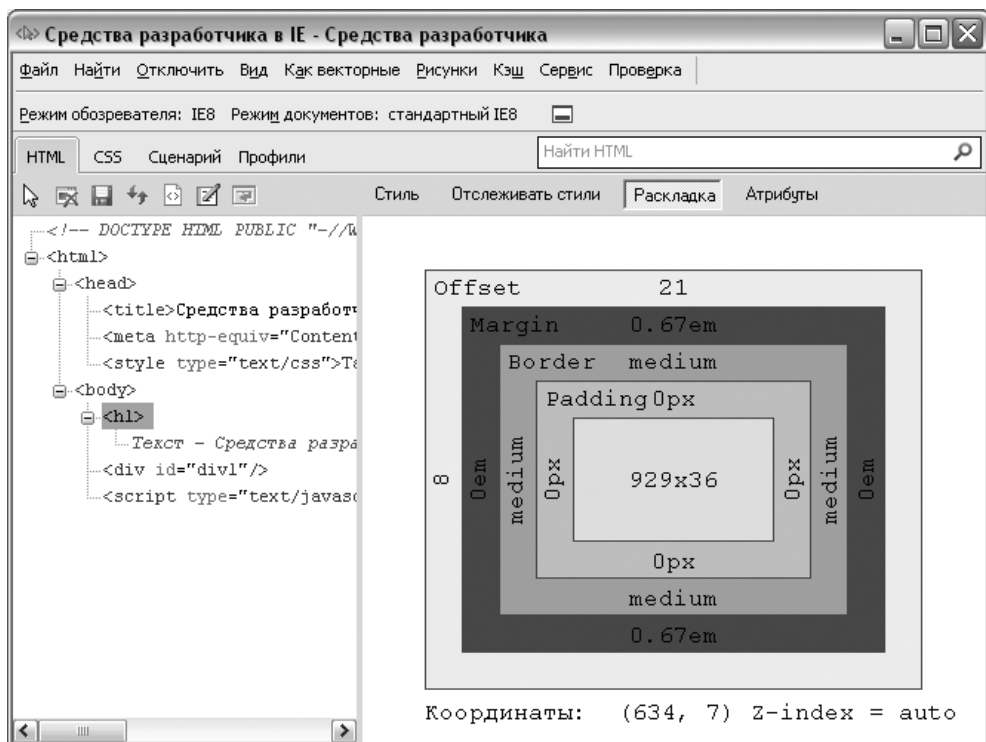 Средства разработчика в IE - Средства разработчика
Файл Найти Отключить Вид Как векторные Рисунки Кэш Сервис Проверка
Режим обозревателя: IE8 Режим документов: стандартный IE8
HTML CSS Сценарий Профили Найти HTML
Стиль Отслеживать стили Раскладка Атрибуты
<!-- DOCTYPE HTML PUBLIC "-//W
<html>
<head>
<title>Средства разработч
<meta http-equiv="Content
<style type="text/css">Ta
<body>
<h1>
Текст - Средства разра
<div id="div1"/>
<script type="text/javasc
Offset 21
Margin 0.67em
Border medium
Padding 0px
8 0em medium 0px 929x36 0px medium 0em
0px
medium
0.67em
Координаты: (634, 7) Z-index = auto